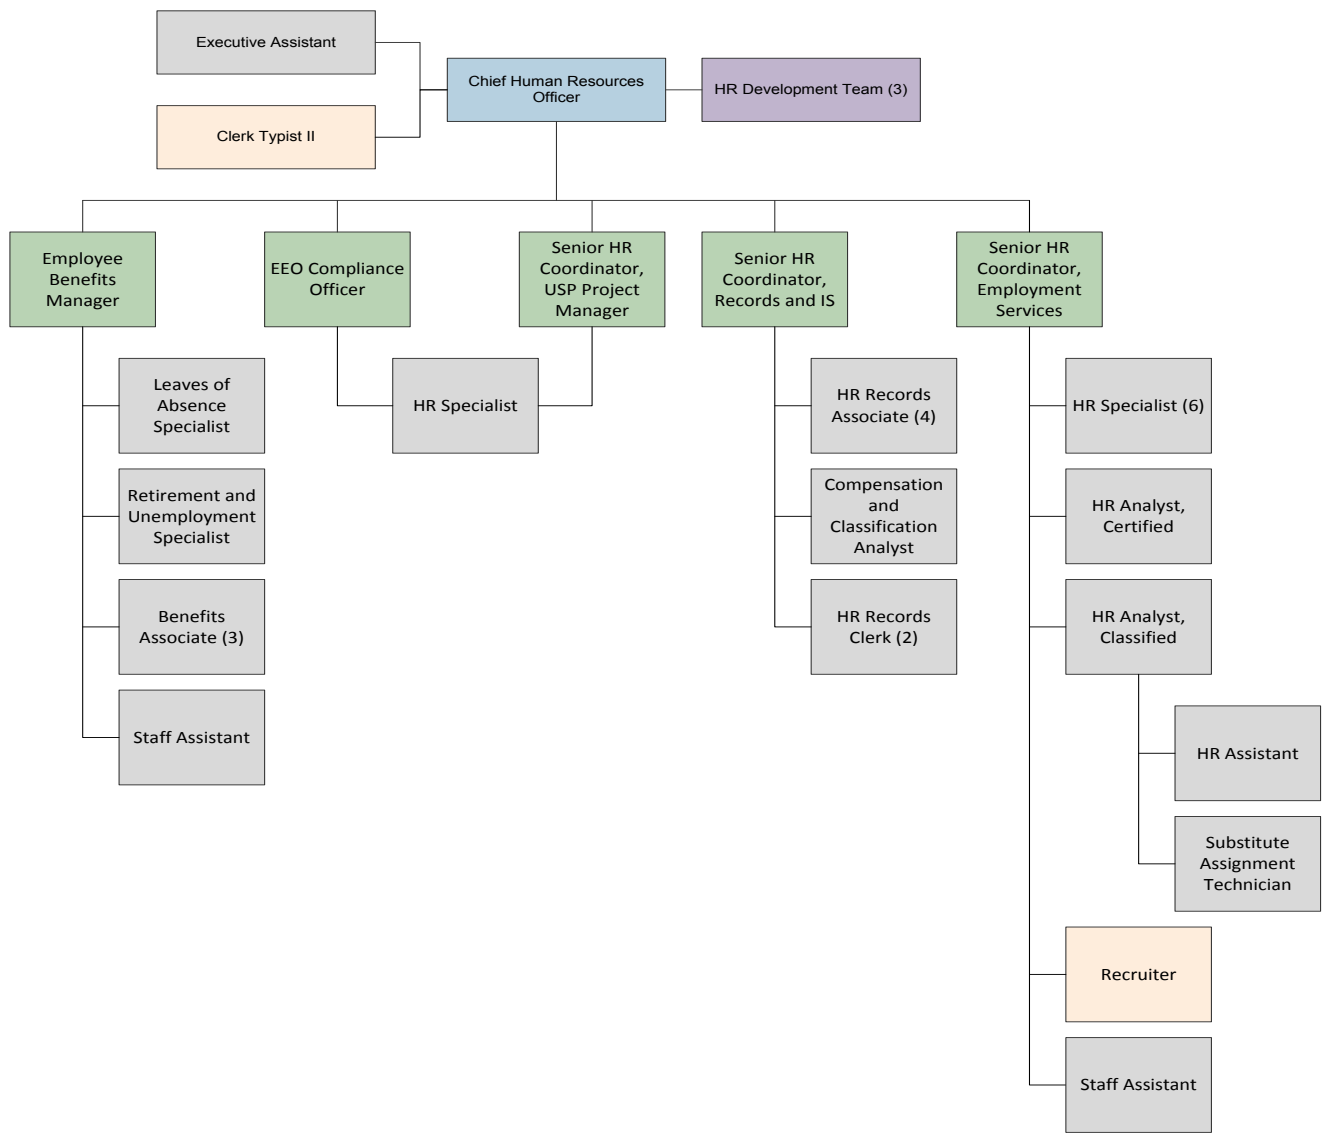 Executive Assistant
Chief Human Resources
Officer
HR Development Team (3)
Clerk Typist II
Employee
Benefits
Manager
EEO Compliance
Officer
Senior HR
Coordinator,
USP Project
Manager
Senior HR
Coordinator,
Records and IS
Senior HR
Coordinator,
Employment
Services
Leaves of
Absence
Specialist
Retirement and
Unemployment
Specialist
Benefits
Associate (3)
Staff Assistant
HR Specialist
HR Records
Associate (4)
Compensation
and
Classification
Analyst
HR Records
Clerk (2)
HR Specialist (6)
HR Analyst,
Certified
HR Analyst,
Classified
HR Assistant
Substitute
Assignment
Technician
Recruiter
Staff Assistant